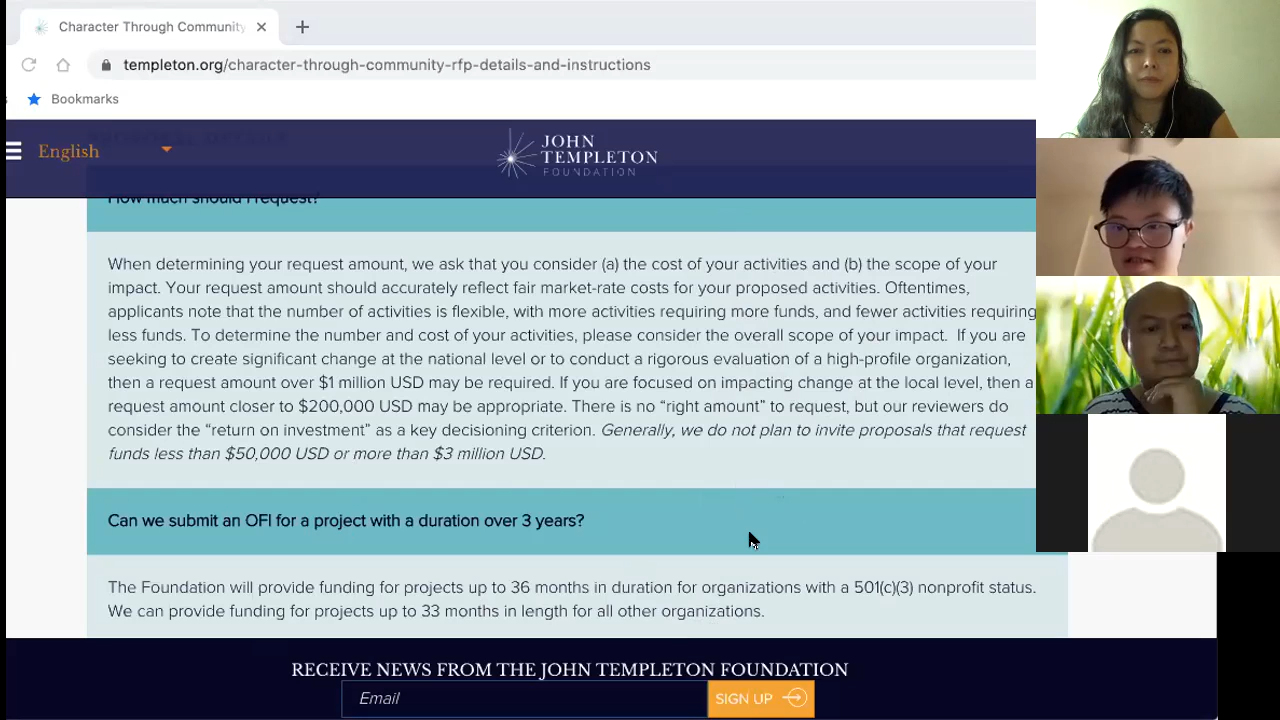 Character Through Community
templeton.org/character-through-community-rfp-details-and-instructions
Bookmarks
English
JOHN
TEMPLETON
FOUNDATION
How much should I request?
When determining your request amount, we ask that you consider (a) the cost of your activities and (b) the scope of your
impact. Your request amount should accurately reflect fair market-rate costs for your proposed activities. Oftentimes,
applicants note that the number of activities is flexible, with more activities requiring more funds, and fewer activities requiring
less funds. To determine the number and cost of your activities, please consider the overall scope of your impact. If you are
seeking to create significant change at the national level or to conduct a rigorous evaluation of a high-profile organization,
then a request amount over $1 million USD may be required. If you are focused on impacting change at the local level, then a
request amount closer to $200,000 USD may be appropriate. There is no “right amount” to request, but our reviewers do
consider the “return on investment” as a key decisioning criterion. Generally, we do not plan to invite proposals that request
funds less than $50,000 USD or more than $3 million USD.
Can we submit an OFI for a project with a duration over 3 years?
The Foundation will provide funding for projects up to 36 months in duration for organizations with a 501(c)(3) nonprofit status.
We can provide funding for projects up to 33 months in length for all other organizations.
RECEIVE NEWS FROM THE JOHN TEMPLETON FOUNDATION
Email
SIGN UP